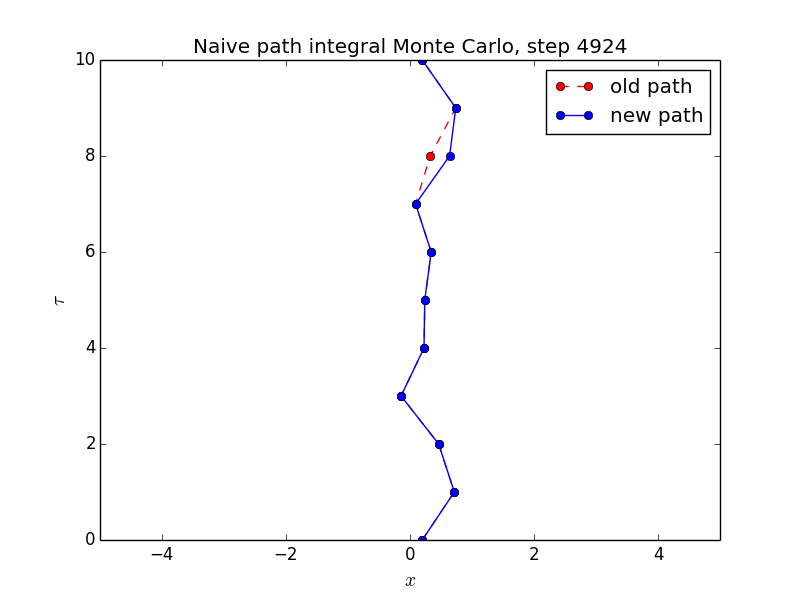 Naive path integral Monte Carlo, step 4924
old path
new path
10
8
6
4
2
0
τ
−4
−2
0
2
4
x